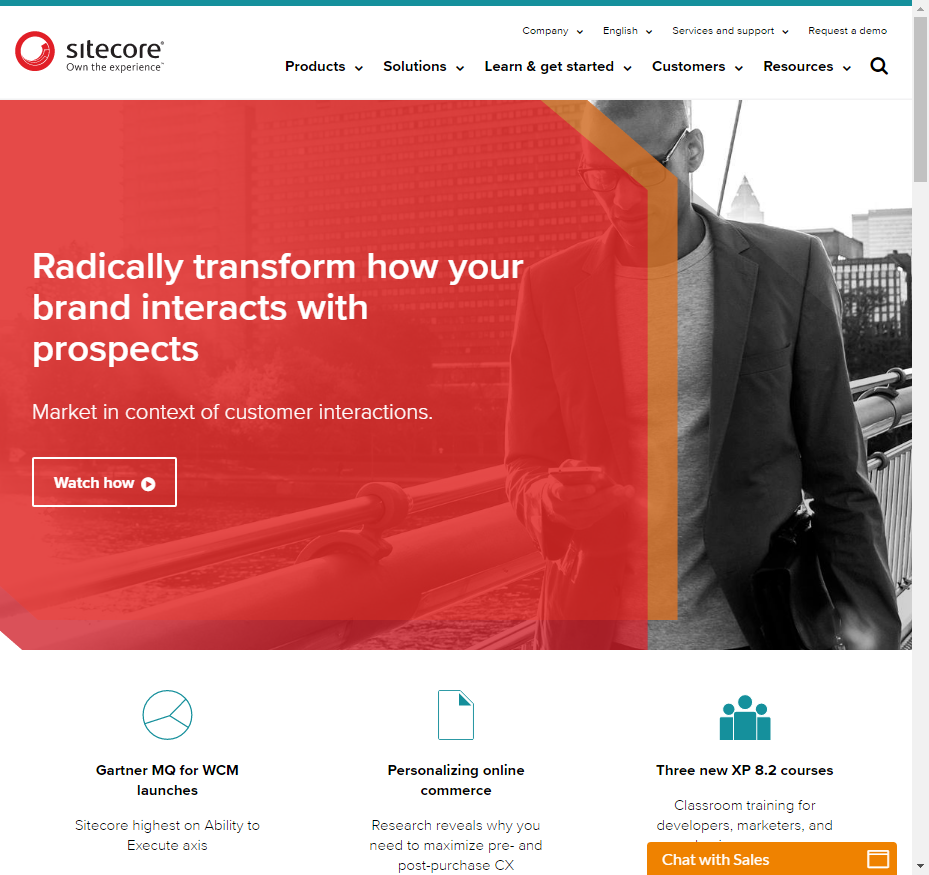 Company
English
Services and support
Request a demo
sitecore
Own the experience™
Products
Solutions
Learn & get started
Customers
Resources
Radically transform how your
brand interacts with
prospects
Market in context of customer interactions.
Watch how
Gartner MQ for WCM
launches
Sitecore highest on Ability to
Execute axis
Personalizing online
commerce
Research reveals why you
need to maximize pre- and
post-purchase CX
Three new XP 8.2 courses
Classroom training for
developers, marketers, and
Chat with Sales